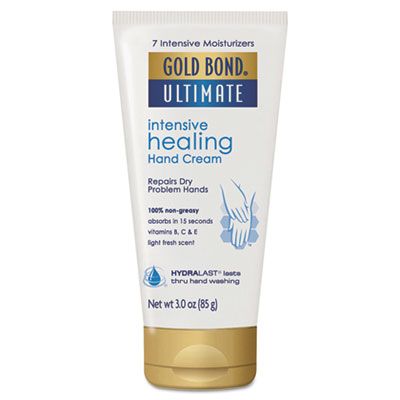 7 Intensive Moisturizers
GOLD BOND®
ULTIMATE
intensive
healing
Hand Cream
Repairs Dry
Problem Hands
100% non-greasy
absorbs in 15 seconds
vitamins B, C & E
light fresh scent
HYDRALAST® lasts
thru hand washing
Net wt 3.0 oz (85 g)